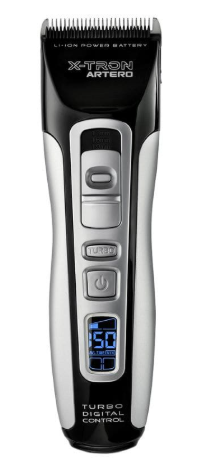 LI-ION POWER BATTERY
X-TRON
ARTERO
TURBO
50
TURBO
DIGITAL
CONTROL